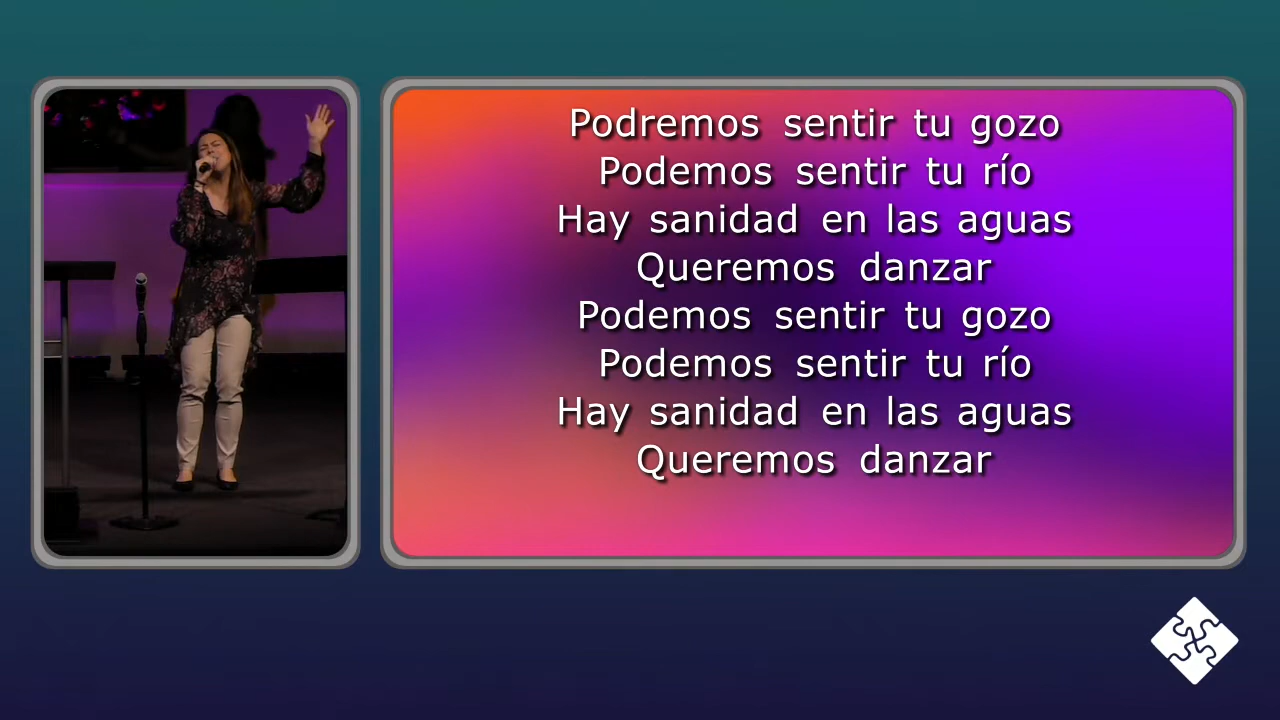 Podremos sentir tu gozo
Podemos sentir tu río
Hay sanidad en las aguas
Queremos danzar
Podemos sentir tu gozo
Podemos sentir tu río
Hay sanidad en las aguas
Queremos danzar